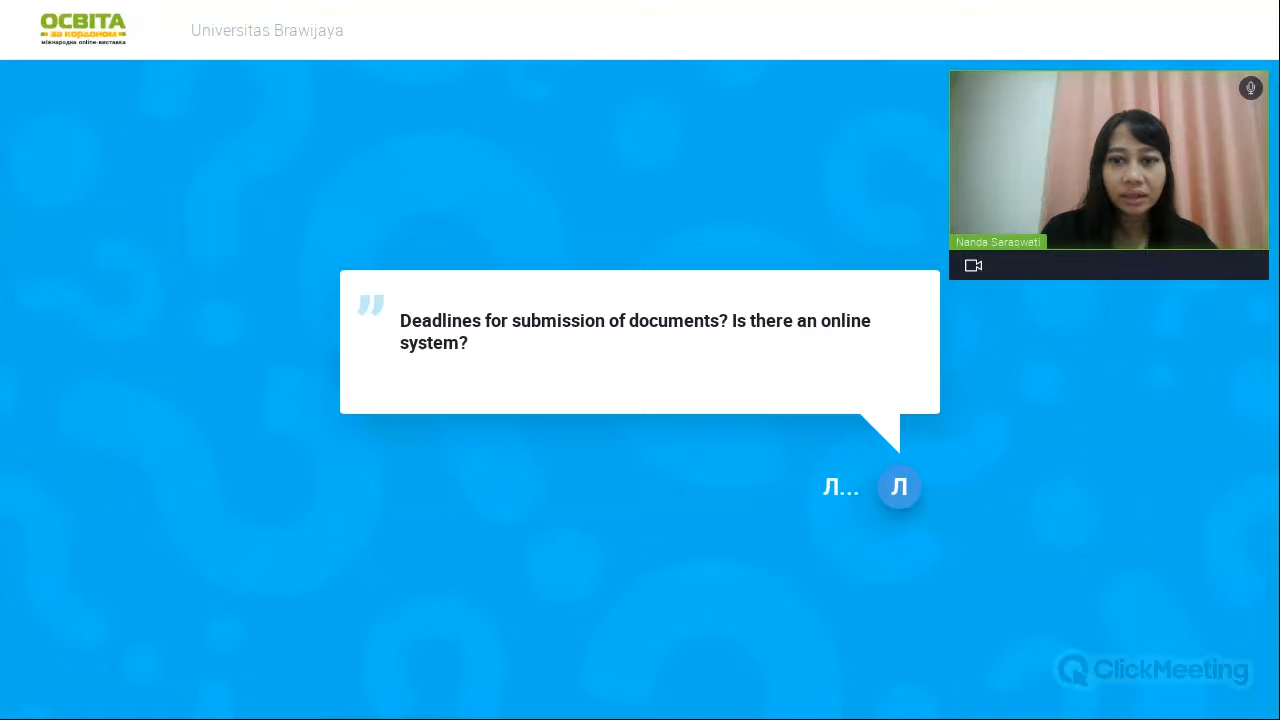 ОСВІТА
за кордоном
міжнародна online-виставка
Universitas Brawijaya
Nanda Saraswati
Deadlines for submission of documents? Is there an online
system?
Л... Л
ClickMeeting